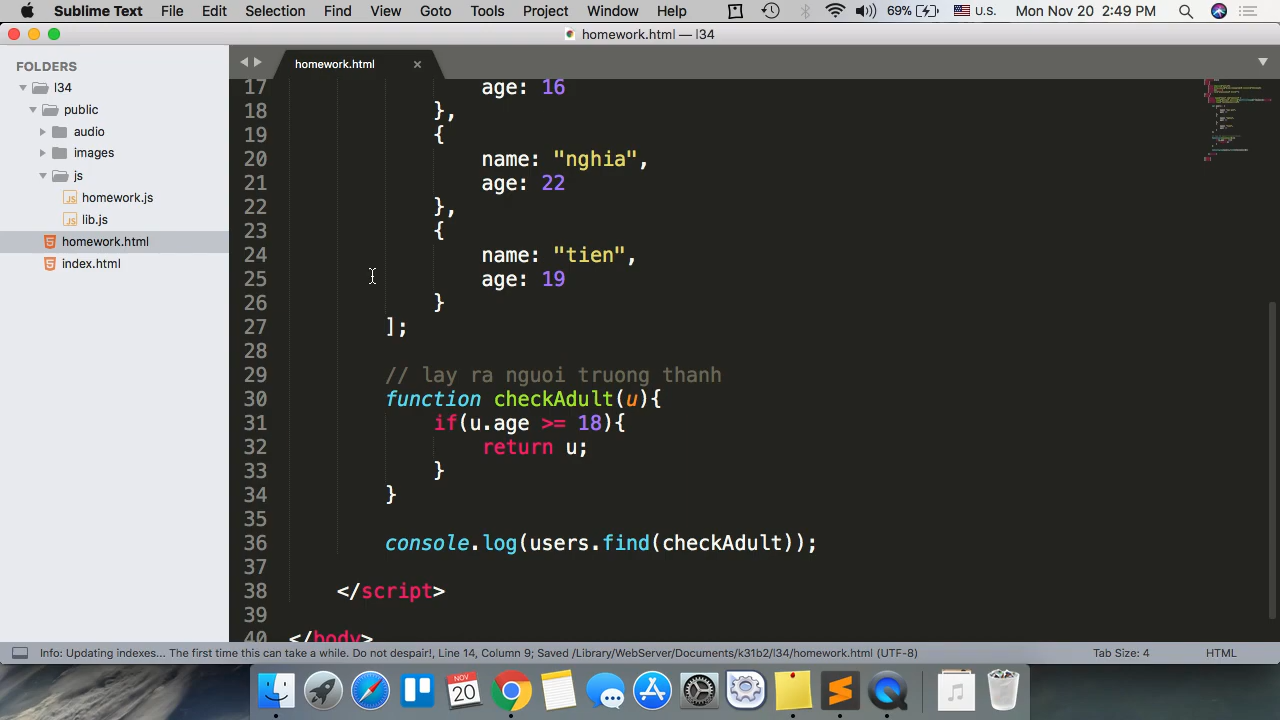 Sublime Text File Edit Selection Find View Goto Tools Project Window Help 69% U.S. Mon Nov 20 2:49 PM
homework.html — l34
FOLDERS
l34
public
audio
images
js
homework.js
lib.js
homework.html
index.html
homework.html ×
17 age: 16
18 },
19 {
20 name: "nghia",
21 age: 22
22 },
23 {
24 name: "tien",
25 age: 19
26 }
27 ];
28
29 // lay ra nguoi truong thanh
30 function checkAdult(u){
31 if(u.age >= 18){
32 return u;
33 }
34 }
35
36 console.log(users.find(checkAdult));
37
38 </script>
39
40 </body>
Info: Updating indexes... The first time this can take a while. Do not despair!, Line 14, Column 9; Saved /Library/WebServer/Documents/k31b2/l34/homework.html (UTF-8) Tab Size: 4 HTML
NOV
20